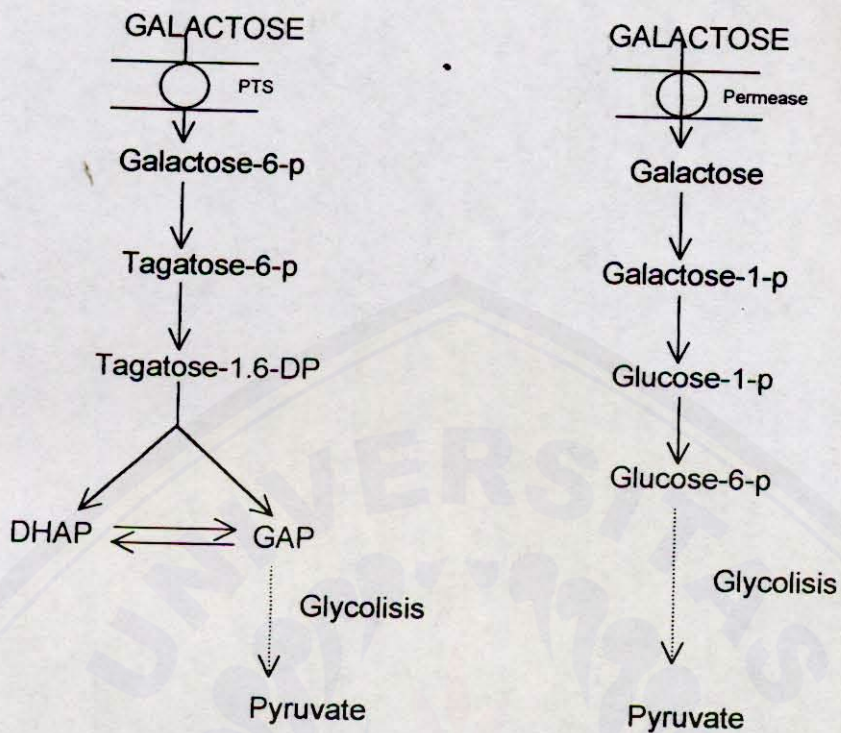 GALACTOSE
PTS
Galactose-6-p
Tagatose-6-p
Tagatose-1.6-DP
DHAP
GAP
Glycolisis
Pyruvate
GALACTOSE
Permease
Galactose
Galactose-1-p
Glucose-1-p
Glucose-6-p
Glycolisis
Pyruvate
UNIVERSITAS